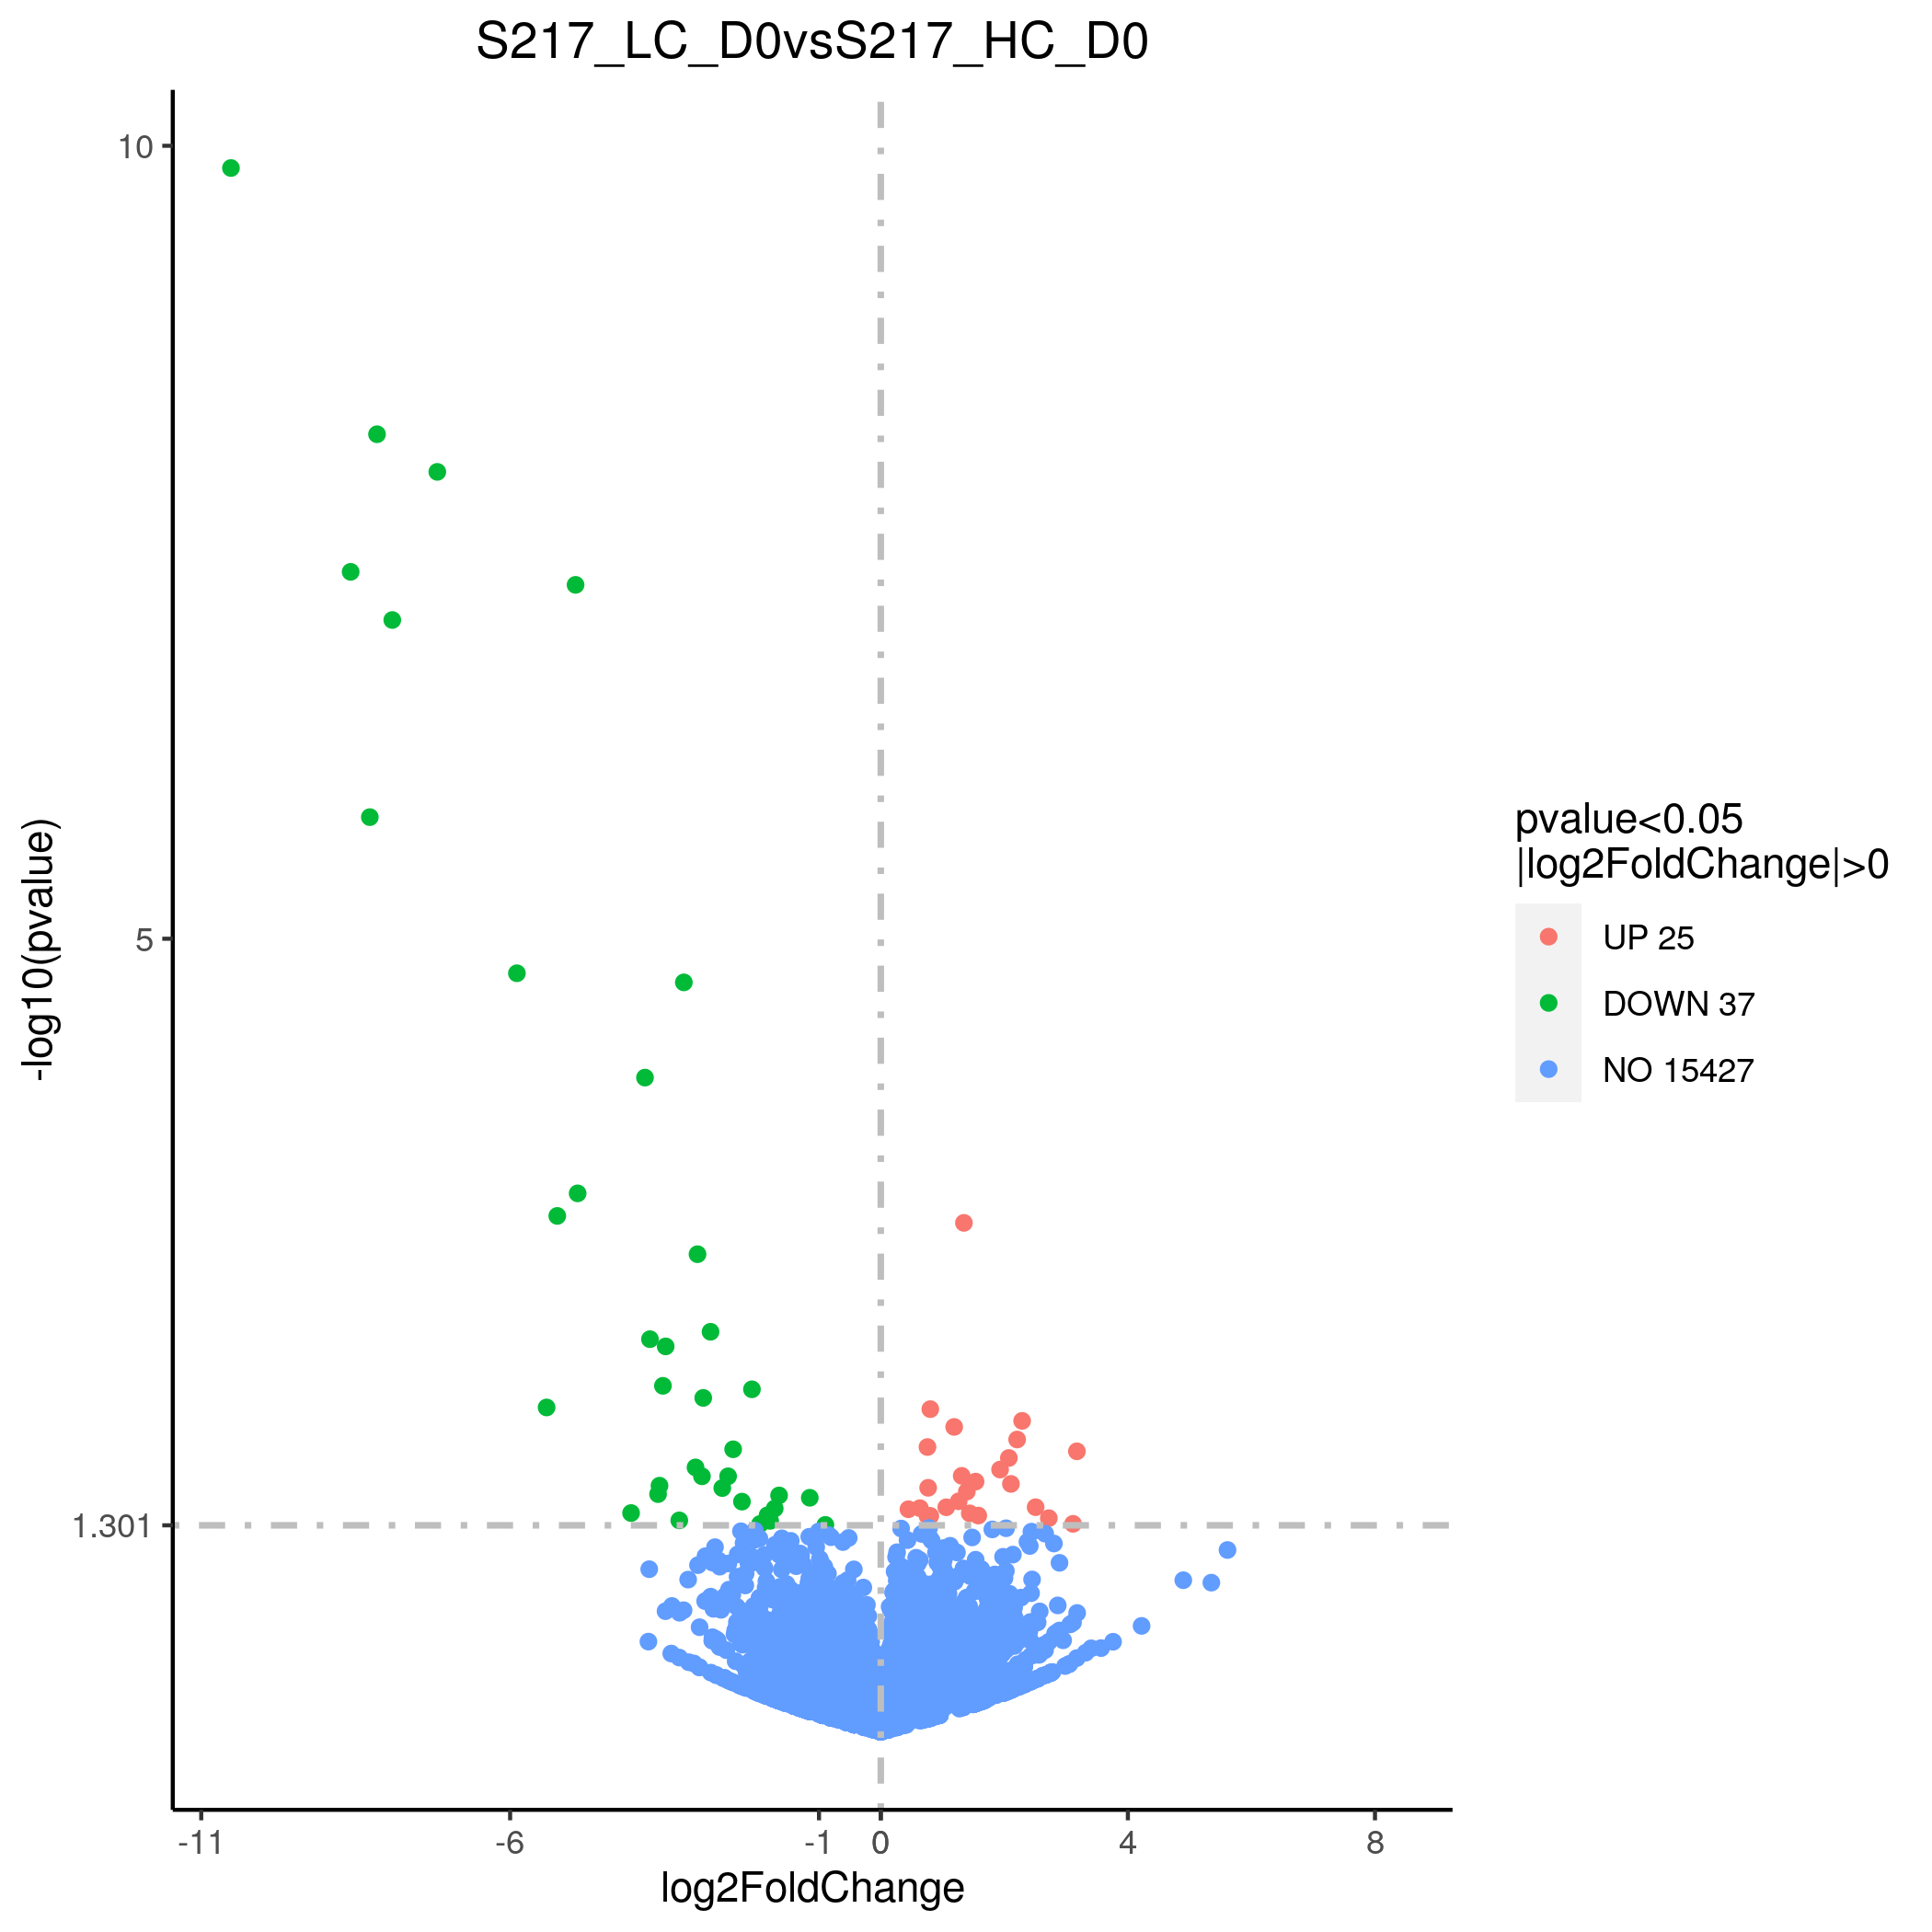 S217_LC_D0vsS217_HC_D0
10
5
1.301
-log10(pvalue)
-11
-6
-1
0
4
8
log2FoldChange
pvalue<0.05
|log2FoldChange|>0
UP 25
DOWN 37
NO 15427